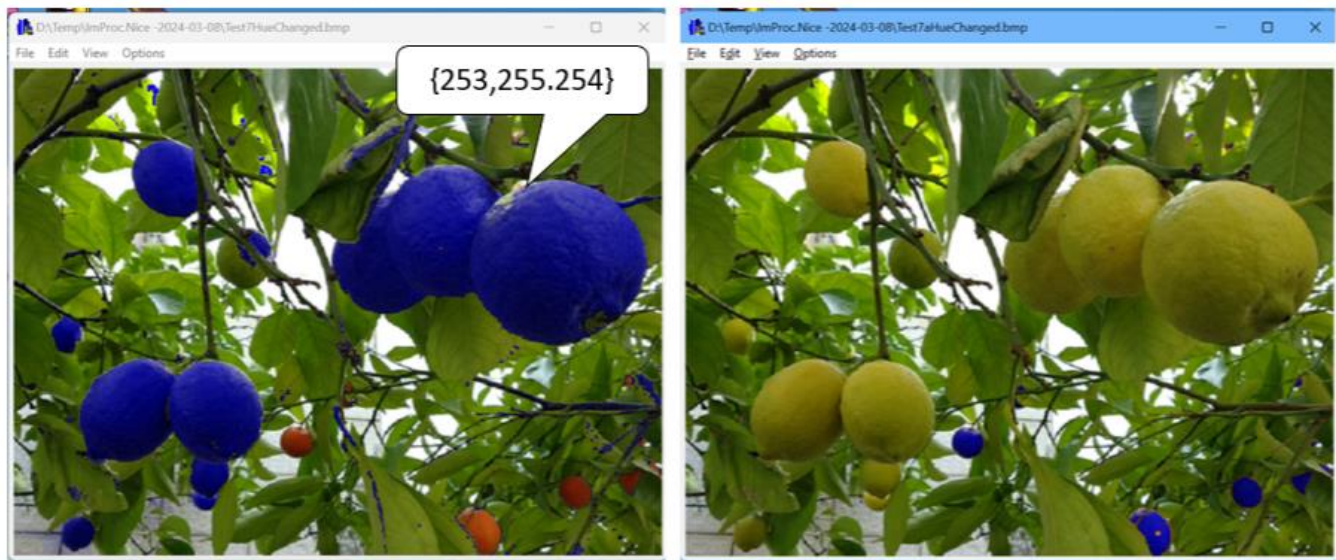 D:\Temp\ImProc.Nice -2024-03-08\Test7HueChanged.bmp
File Edit View Options
{253,255.254}
D:\Temp\ImProc.Nice -2024-03-08\Test7aHueChanged.bmp
File Edit View Options